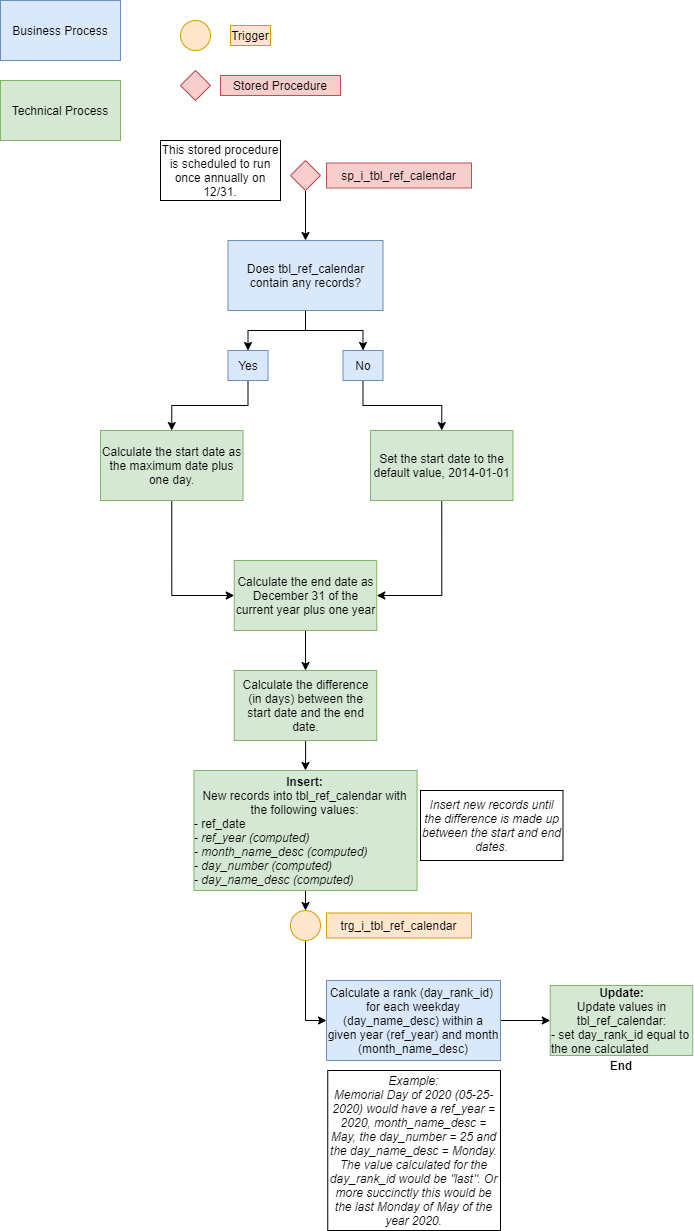 Business Process
Trigger
Stored Procedure
Technical Process
This stored procedure
is scheduled to run
once annually on
12/31.
sp_i_tbl_ref_calendar
Does tbl_ref_calendar
contain any records?
Yes
No
Calculate the start date as
the maximum date plus
one day.
Set the start date to the
default value, 2014-01-01
Calculate the end date as
December 31 of the
current year plus one year
Calculate the difference
(in days) between the
start date and the end
date.
Insert:
New records into tbl_ref_calendar with
the following values:
- ref_date
- ref_year (computed)
- month_name_desc (computed)
- day_number (computed)
- day_name_desc (computed)
Insert new records until
the difference is made up
between the start and end
dates.
trg_i_tbl_ref_calendar
Calculate a rank (day_rank_id)
for each weekday
(day_name_desc) within a
given year (ref_year) and month
(month_name_desc)
Update:
Update values in
tbl_ref_calendar:
- set day_rank_id equal to
the one calculated
End
Example:
Memorial Day of 2020 (05-25-
2020) would have a ref_year =
2020, month_name_desc =
May, the day_number = 25 and
the day_name_desc = Monday.
The value calculated for the
day_rank_id would be "last". Or
more succinctly this would be
the last Monday of May of the
year 2020.